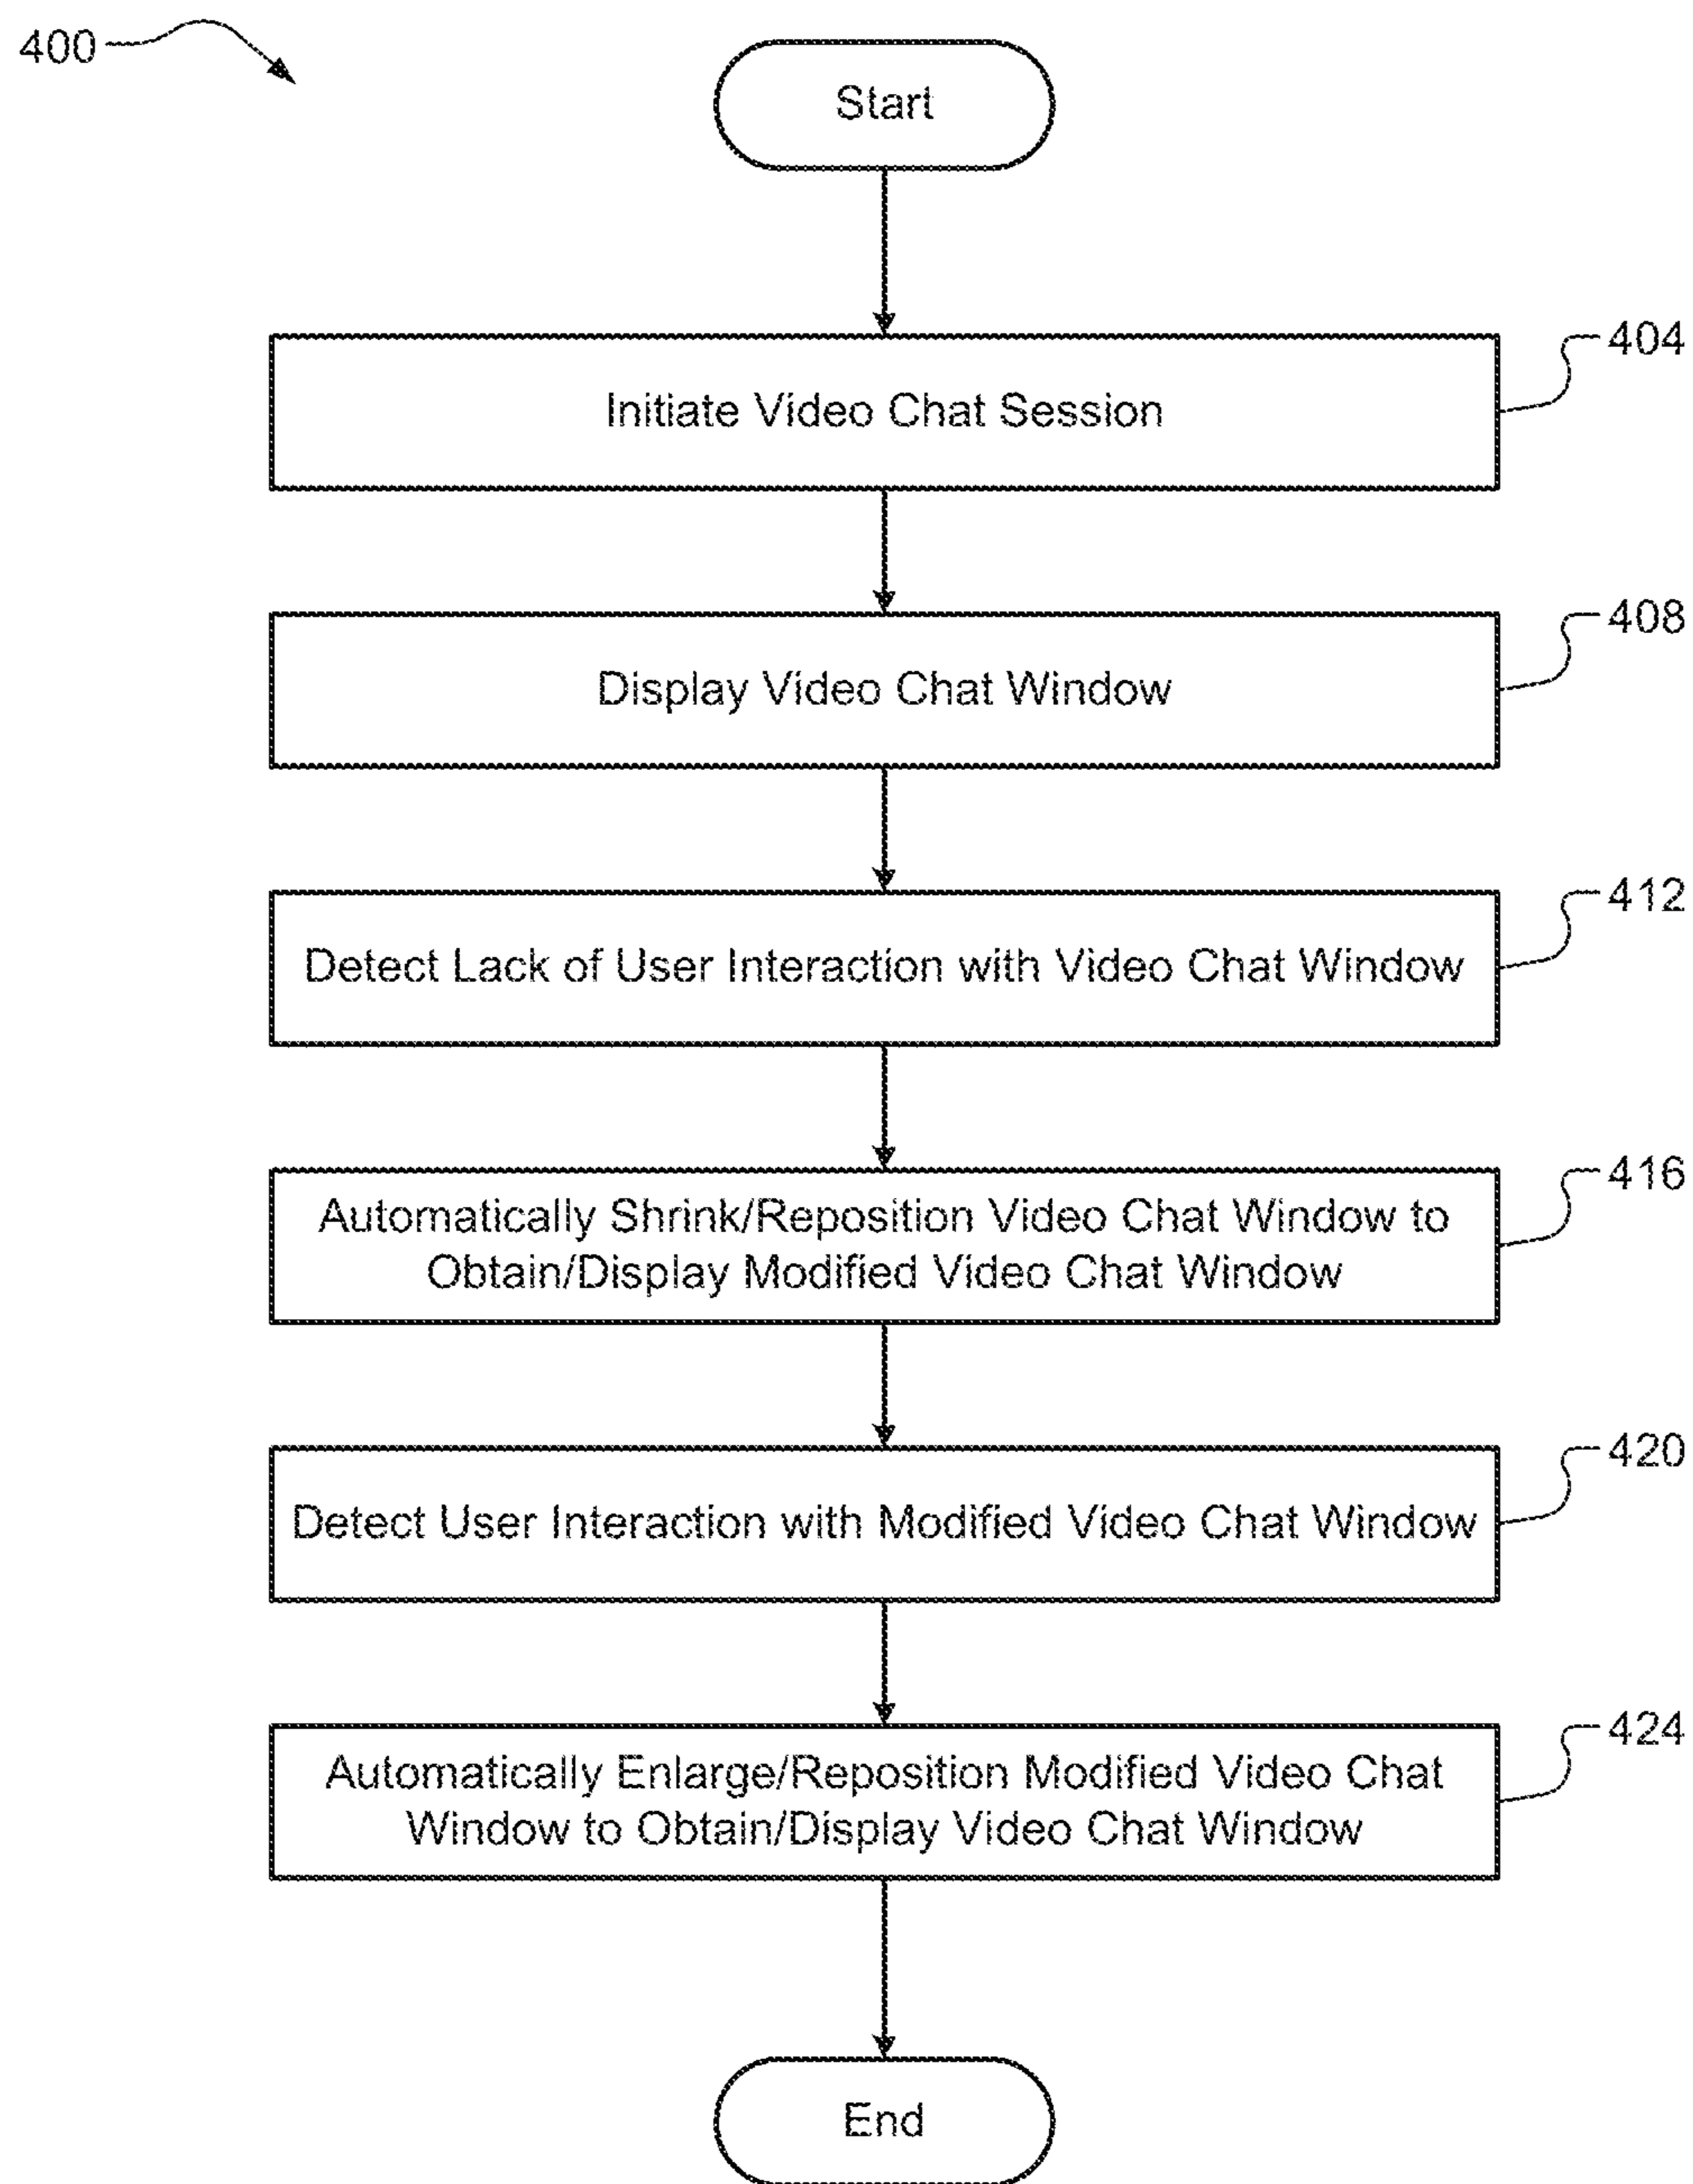 400
Start
Initiate Video Chat Session
404
Display Video Chat Window
408
Detect Lack of User Interaction with Video Chat Window
412
Automatically Shrink/Reposition Video Chat Window to
Obtain/Display Modified Video Chat Window
416
Detect User Interaction with Modified Video Chat Window
420
Automatically Enlarge/Reposition Modified Video Chat
Window to Obtain/Display Video Chat Window
424
End